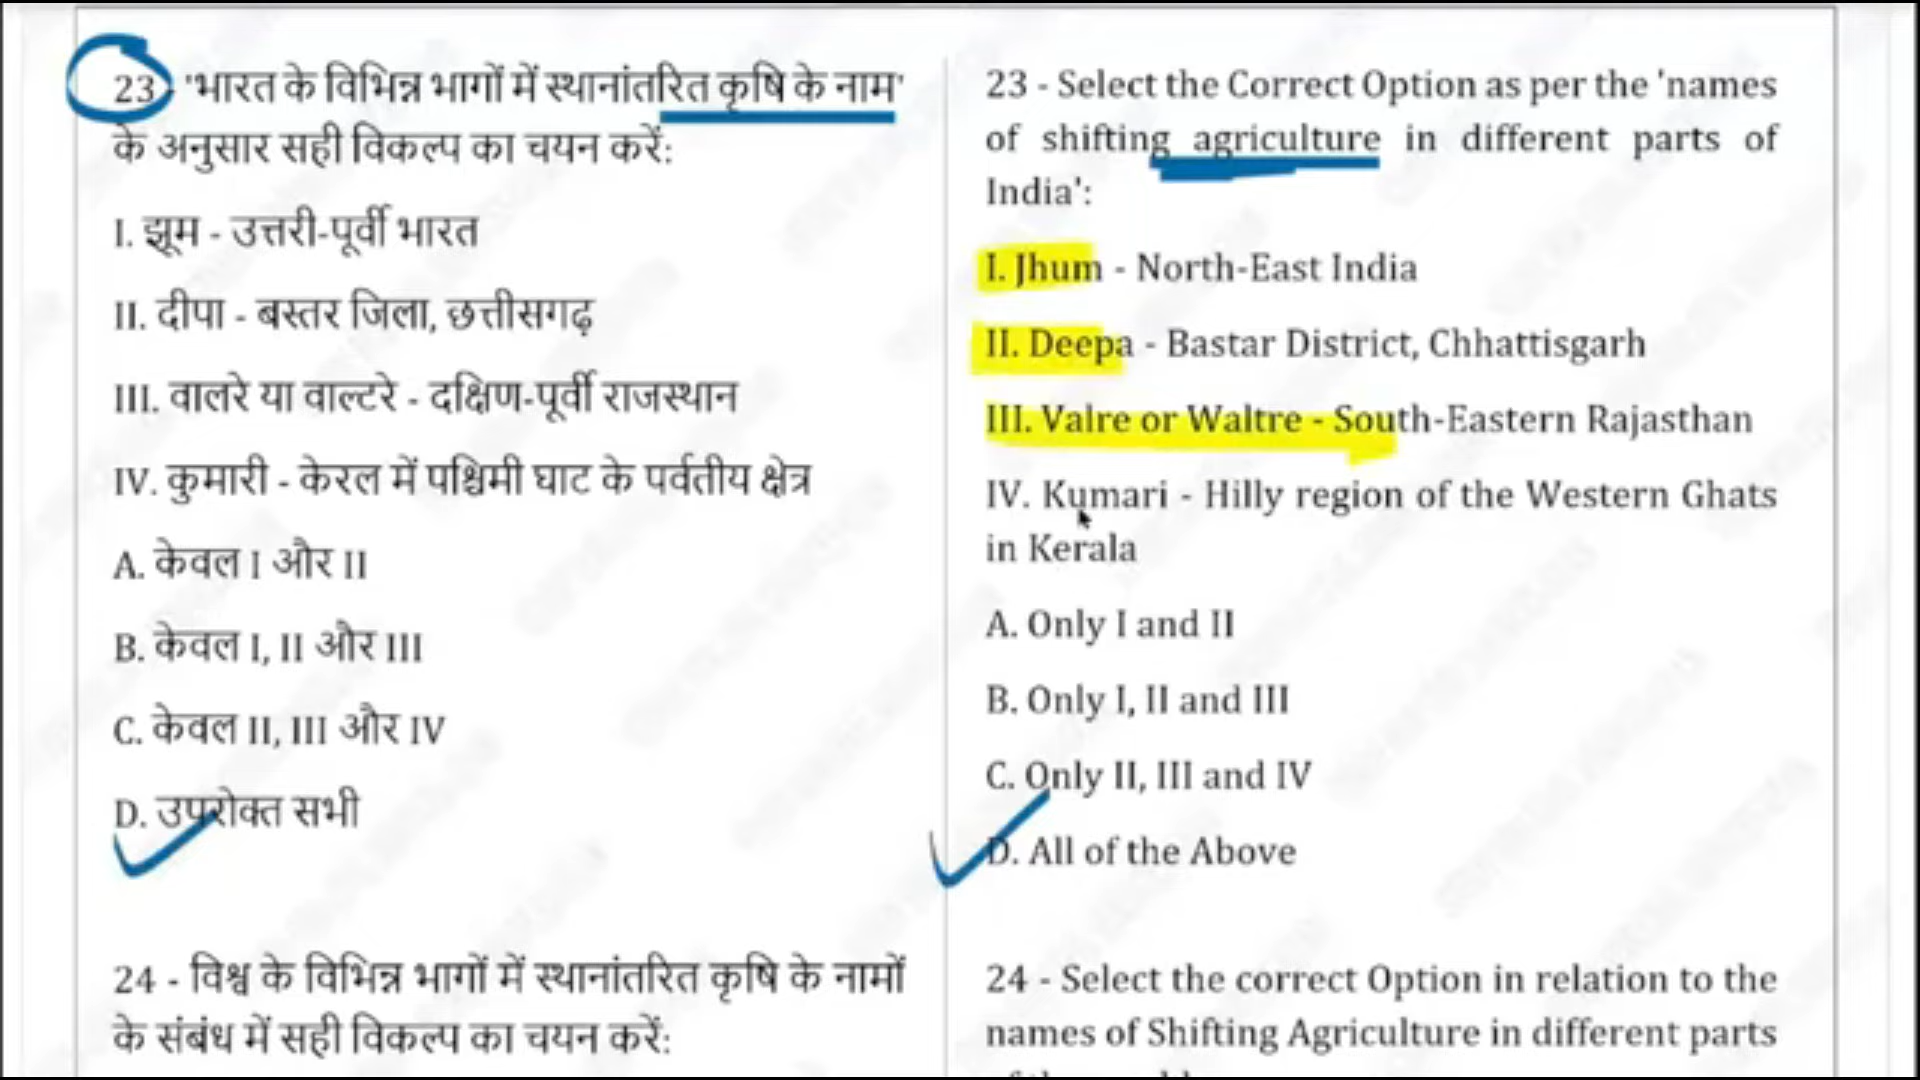 23 - 'भारत के विभिन्न भागों में स्थानांतरित कृषि के नाम'
के अनुसार सही विकल्प का चयन करें:
I. झूम - उत्तरी-पूर्वी भारत
II. दीपा - बस्तर जिला, छत्तीसगढ़
III. वालरे या वाल्टरे - दक्षिण-पूर्वी राजस्थान
IV. कुमारी - केरल में पश्चिमी घाट के पर्वतीय क्षेत्र
A. केवल I और II
B. केवल I, II और III
C. केवल II, III और IV
D. उपरोक्त सभी
24 - विश्व के विभिन्न भागों में स्थानांतरित कृषि के नामों
के संबंध में सही विकल्प का चयन करें:
23 - Select the Correct Option as per the 'names
of shifting agriculture in different parts of
India':
I. Jhum - North-East India
II. Deepa - Bastar District, Chhattisgarh
III. Valre or Waltre - South-Eastern Rajasthan
IV. Kumari - Hilly region of the Western Ghats
in Kerala
A. Only I and II
B. Only I, II and III
C. Only II, III and IV
D. All of the Above
24 - Select the correct Option in relation to the
names of Shifting Agriculture in different parts